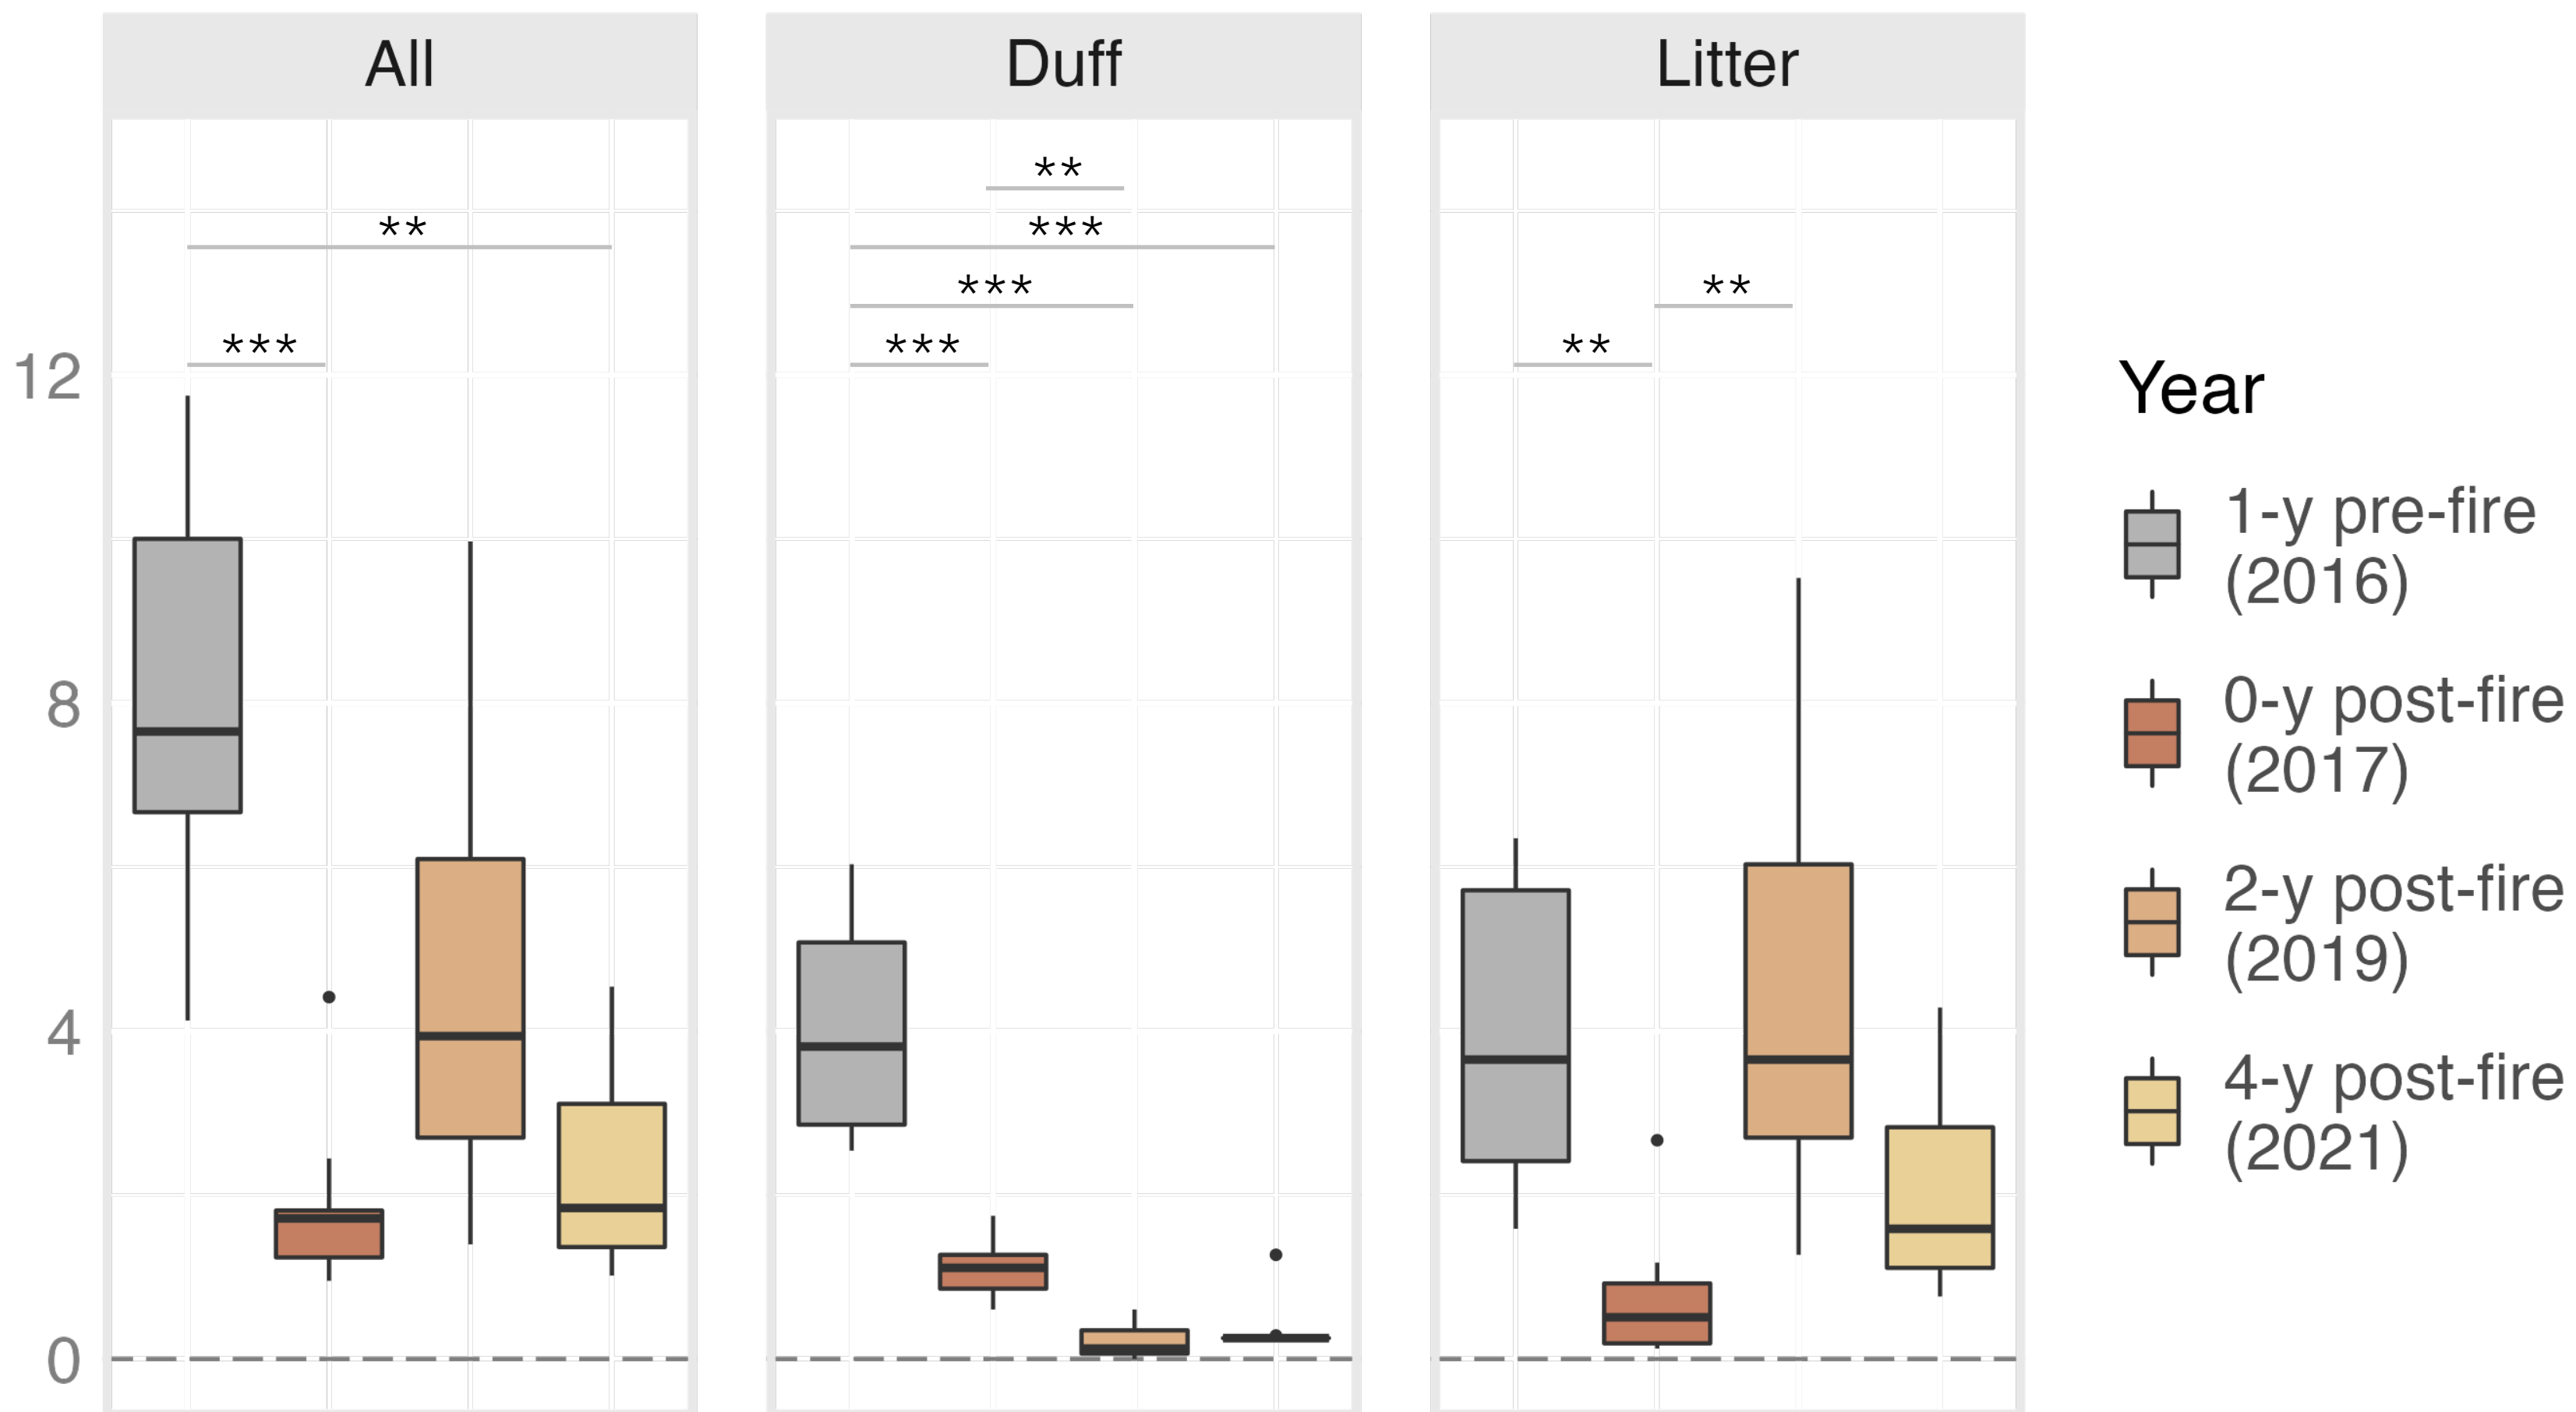 All
Duff
Litter
**
**
***
***
**
***
***
***
**
12
8
4
0
Year
1-y pre-fire
(2016)
0-y post-fire
(2017)
2-y post-fire
(2019)
4-y post-fire
(2021)